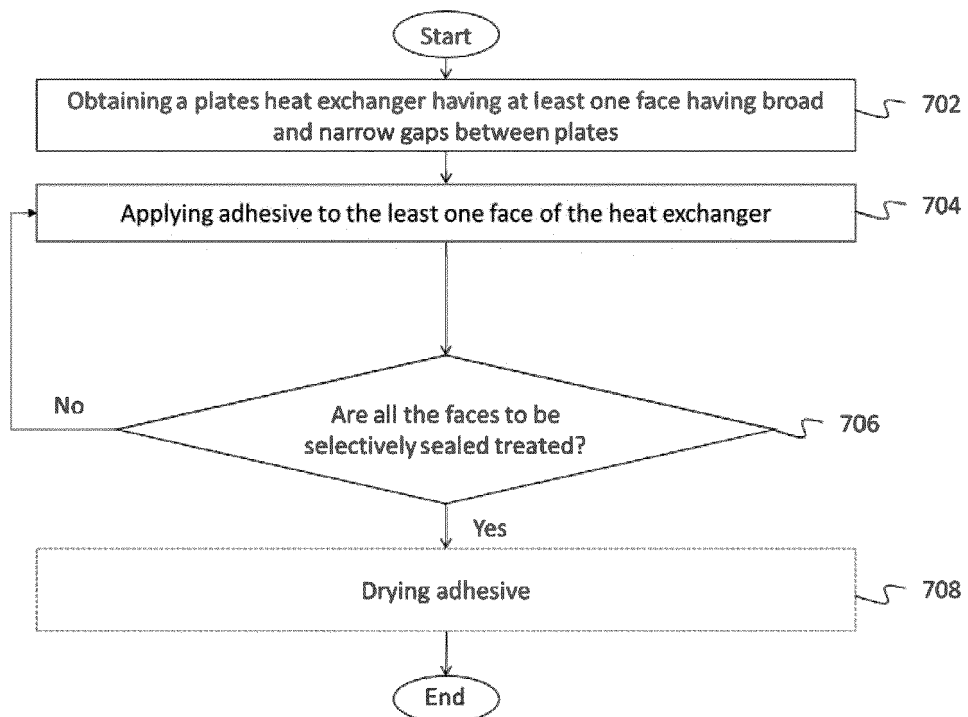 Start
Obtaining a plates heat exchanger having at least one face having broad
and narrow gaps between plates
702
Applying adhesive to the least one face of the heat exchanger
704
No
Are all the faces to be
selectively sealed treated?
706
Yes
Drying adhesive
708
End